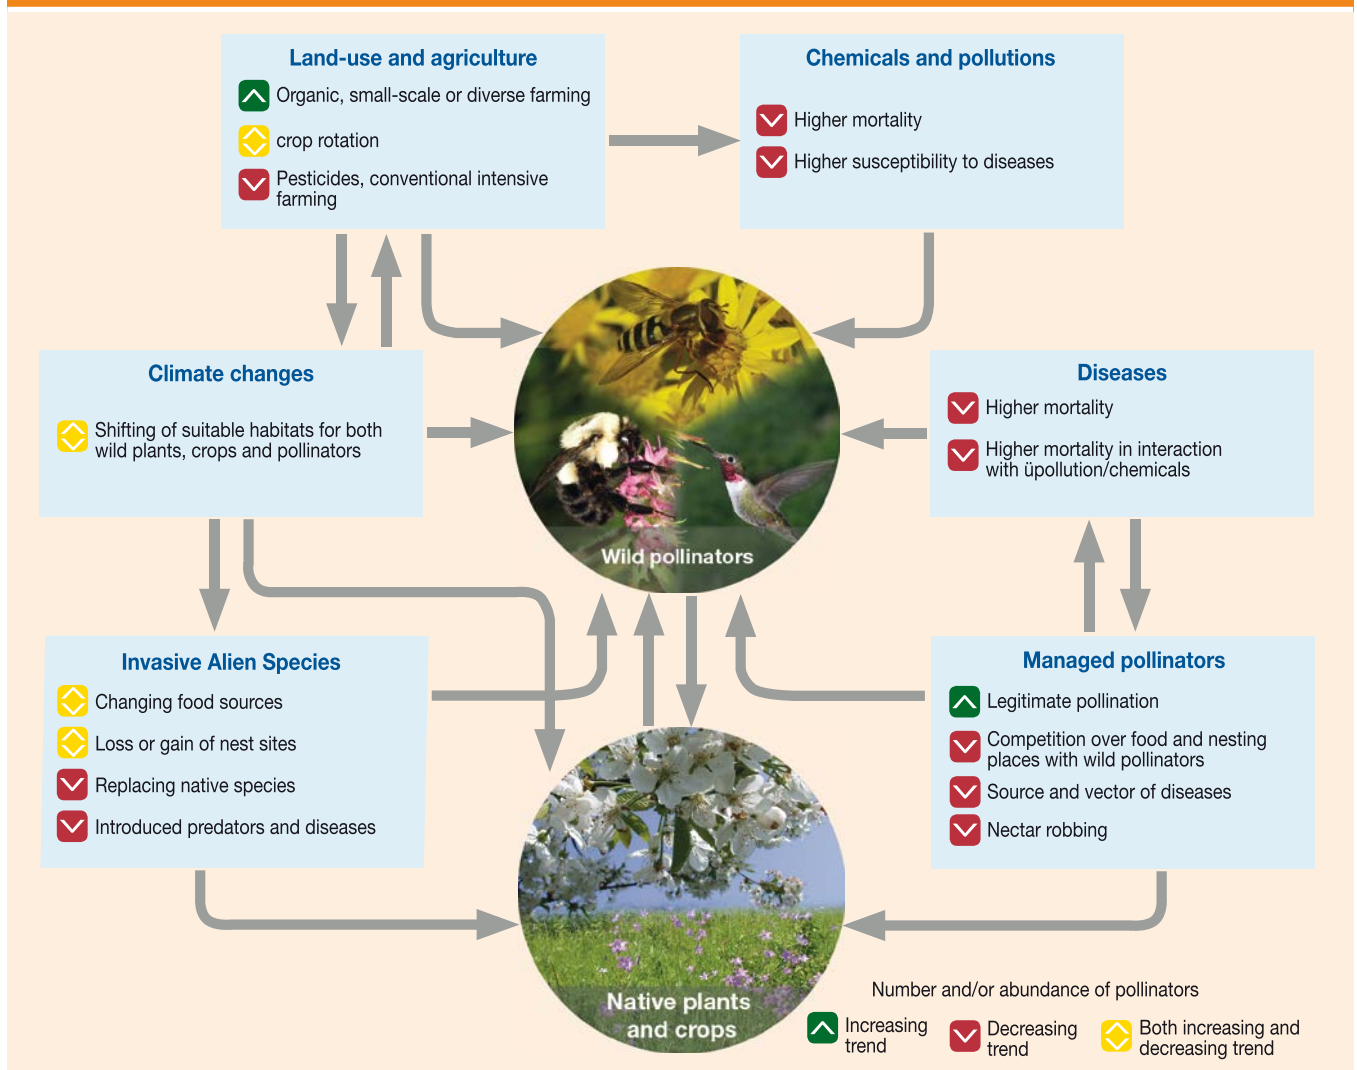 Land-use and agriculture
Organic, small-scale or diverse farming
crop rotation
Pesticides, conventional intensive
farming
Chemicals and pollutions
Higher mortality
Higher susceptibility to diseases
Climate changes
Shifting of suitable habitats for both
wild plants, crops and pollinators
Wild pollinators
Diseases
Higher mortality
Higher mortality in interaction
with üpollution/chemicals
Invasive Alien Species
Changing food sources
Loss or gain of nest sites
Replacing native species
Introduced predators and diseases
Managed pollinators
Legitimate pollination
Competition over food and nesting
places with wild pollinators
Source and vector of diseases
Nectar robbing
Native plants
and crops
Number and/or abundance of pollinators
Increasing
trend
Decreasing
trend
Both increasing and
decreasing trend